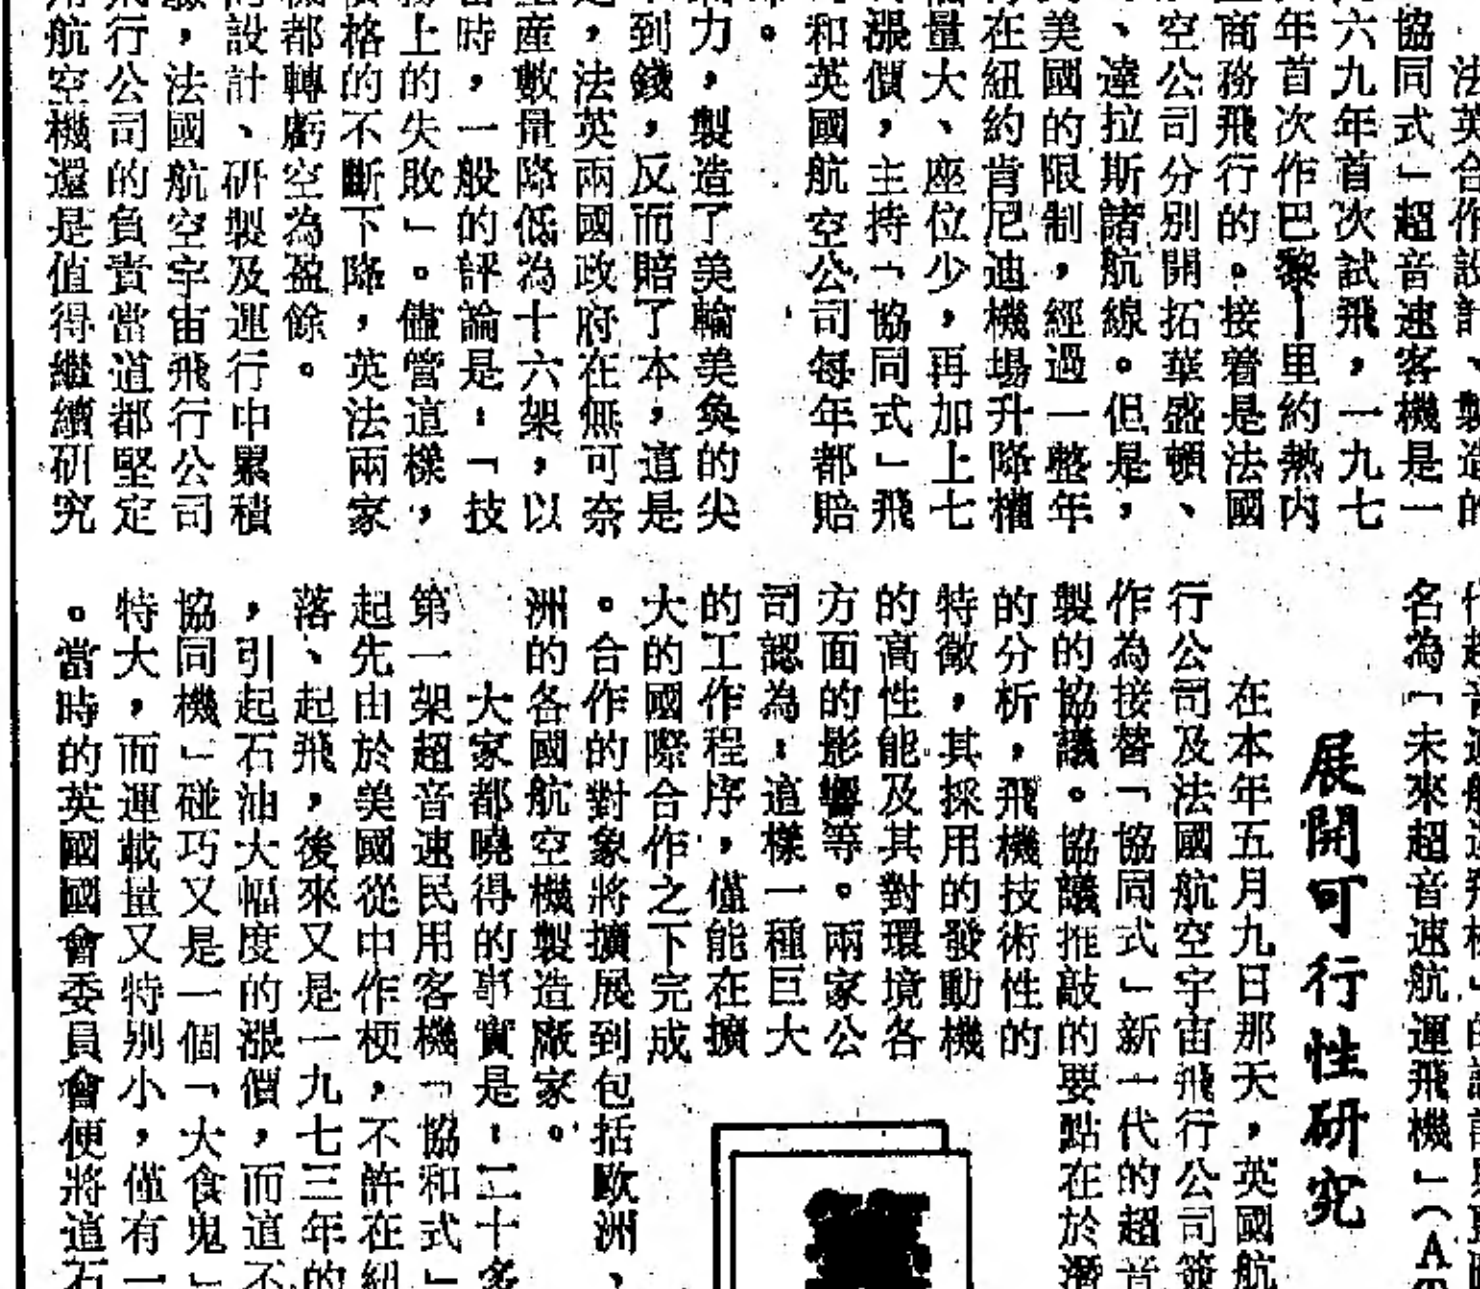 法英合作設計、製造的
協同式」超音速客機是一
六九年首次試飛，一九七
年首次作巴黎—里約熱內
商務飛行的。接着是法國
空公司分別開拓華盛頓、
、達拉斯諸航線。但是，
美國的限制，經過一整年
在紐約肯尼迪機場升降權
量大、座位少，再加上七
漲價，主持「協同式」飛
和英國航空公司每年都賠
。
力，製造了美輪美奐的尖
到錢，反而賠了本，這是
，法英兩國政府在無可奈
產數量降低為十六架，以
時，一般的評論是：「技
上的失敗」。儘管這樣，
格的不斷下降，英法兩家
都轉虧空為盈餘。
設計、研製及運行中累積
，法國航空宇宙飛行公司
行公司的負責當道都堅定
航空機還是值得繼續研究
名為「未來超音速航運飛機」（A
展開可行性研究
在本年五月九日那天，英國航
行公司及法國航空宇宙飛行公司簽
作為接替「協同式」新一代的超音
製的協議。協議推敲的要點在於潛
的分析，飛機技術性的
特徵，其採用的發動機
的高性能及其對環境各
方面的影響等。兩家公
司認為：這樣一種巨大
的工作程序，僅能在擴
大的國際合作之下完成
。合作的對象將擴展到包括歐洲、
洲的各國航空機製造廠家。
大家都曉得的事實是：二十多
第一架超音速民用客機「協和式」
起先由於美國從中作梗，不許在紐
落、起飛，後來又是一九七三年的
，引起石油大幅度的漲價，而這不
協同機」碰巧又是一個「大食鬼」
特大，而運載量又特別小，僅有一
。當時的英國國會委員會便將這石